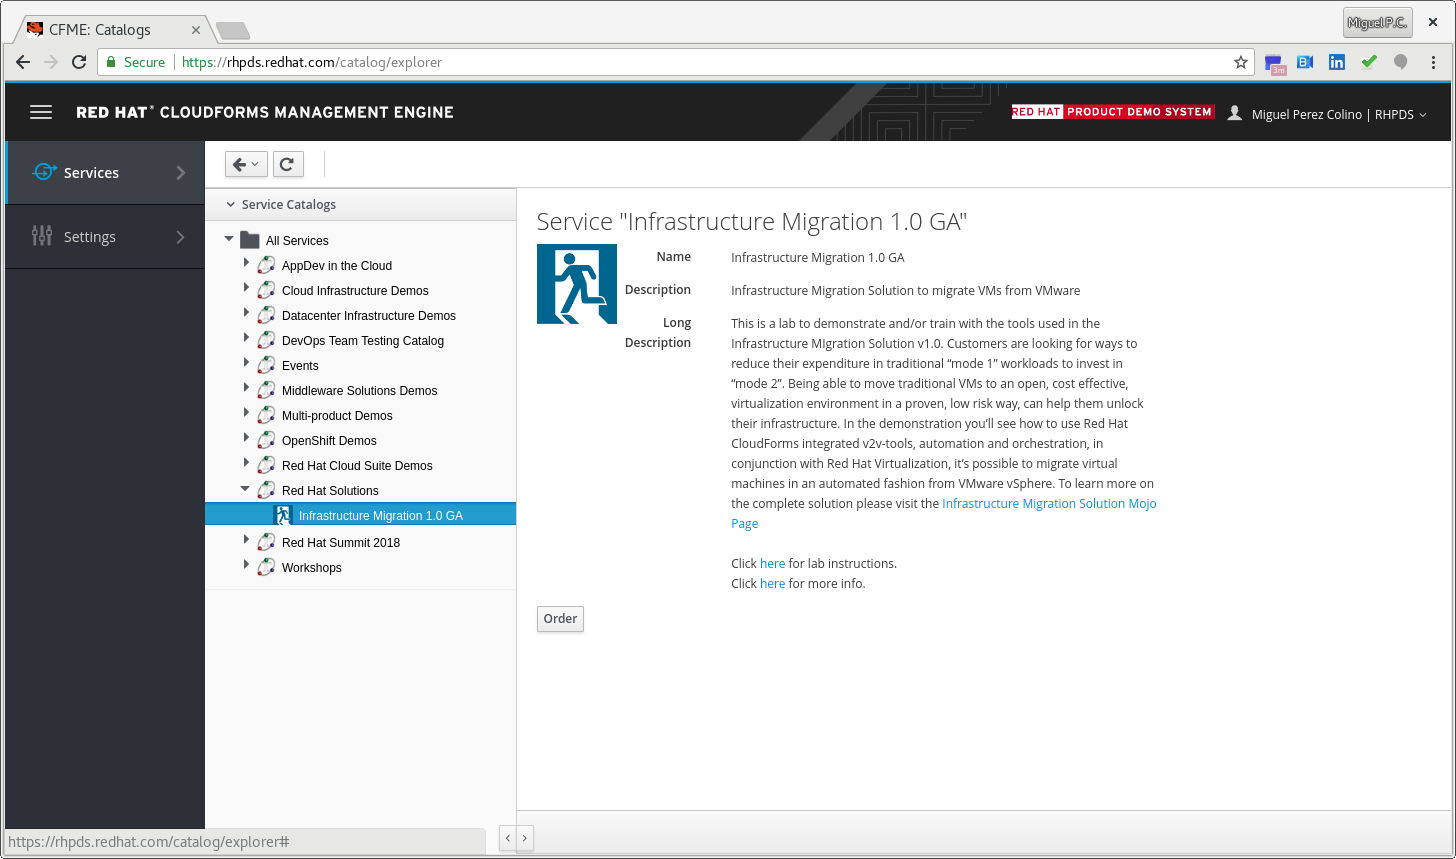 CFME: Catalogs
Miguel P.C.
Secure https://rhpds.redhat.com/catalog/explorer
3m
RED HAT® CLOUDFORMS MANAGEMENT ENGINE
RED HAT PRODUCT DEMO SYSTEM
Miguel Perez Colino | RHPDS
Services
Settings
Service Catalogs
All Services
AppDev in the Cloud
Cloud Infrastructure Demos
Datacenter Infrastructure Demos
DevOps Team Testing Catalog
Events
Middleware Solutions Demos
Multi-product Demos
OpenShift Demos
Red Hat Cloud Suite Demos
Red Hat Solutions
Infrastructure Migration 1.0 GA
Red Hat Summit 2018
Workshops
Service "Infrastructure Migration 1.0 GA"
Name Infrastructure Migration 1.0 GA
Description Infrastructure Migration Solution to migrate VMs from VMware
Long Description
This is a lab to demonstrate and/or train with the tools used in the
Infrastructure MIgration Solution v1.0. Customers are looking for ways to
reduce their expenditure in traditional “mode 1” workloads to invest in
“mode 2”. Being able to move traditional VMs to an open, cost effective,
virtualization environment in a proven, low risk way, can help them unlock
their infrastructure. In the demonstration you’ll see how to use Red Hat
CloudForms integrated v2v-tools, automation and orchestration, in
conjunction with Red Hat Virtualization, it’s possible to migrate virtual
machines in an automated fashion from VMware vSphere. To learn more on
the complete solution please visit the Infrastructure Migration Solution Mojo
Page
Click here for lab instructions.
Click here for more info.
Order
https://rhpds.redhat.com/catalog/explorer#